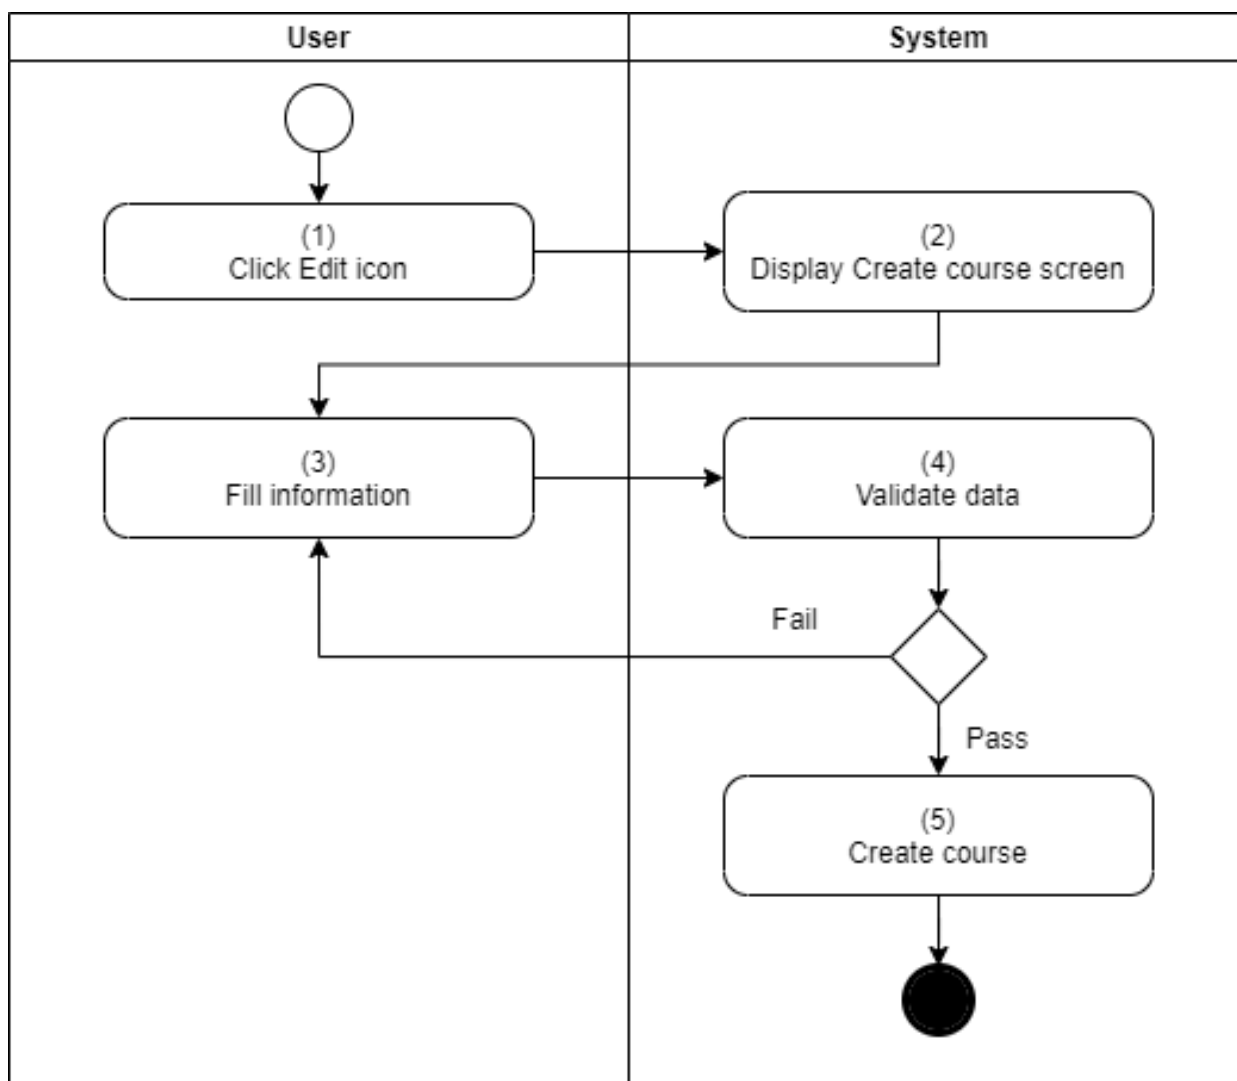 User
System
(1)
Click Edit icon
(2)
Display Create course screen
(3)
Fill information
(4)
Validate data
Fail
Pass
(5)
Create course